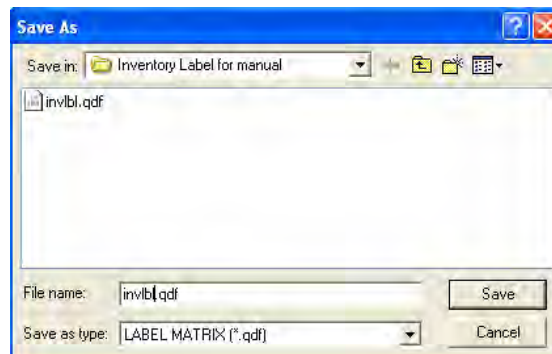 Save As
Save in: Inventory Label for manual
invlbl.qdf
File name: invlbl.qdf
Save
Save as type: LABEL MATRIX (*.qdf)
Cancel